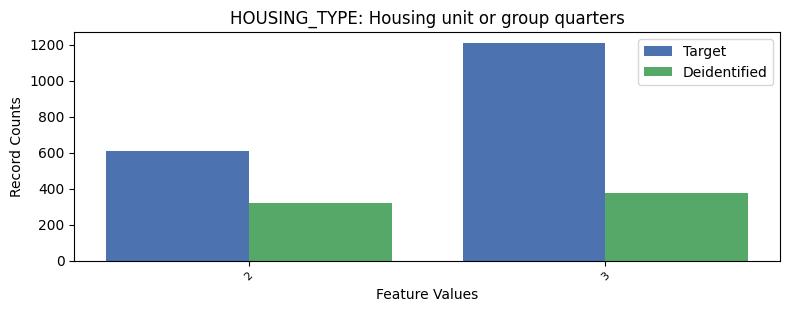 HOUSING_TYPE: Housing unit or group quarters
Target
Deidentified
Record Counts
1200
1000
800
600
400
200
0
2
3
Feature Values